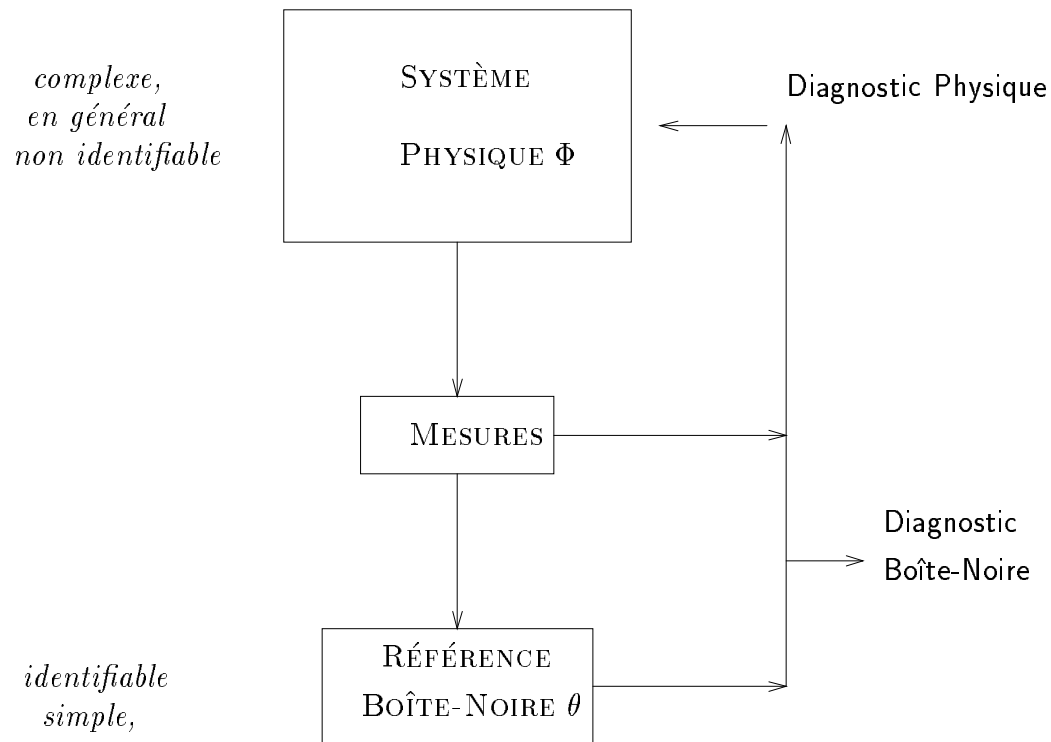 complexe,
en général
non identifiable
SYSTÈME
PHYSIQUE Φ
Diagnostic Physique
MESURES
Diagnostic
Boîte-Noire
RÉFÉRENCE
BOÎTE-NOIRE θ
identifiable
simple,